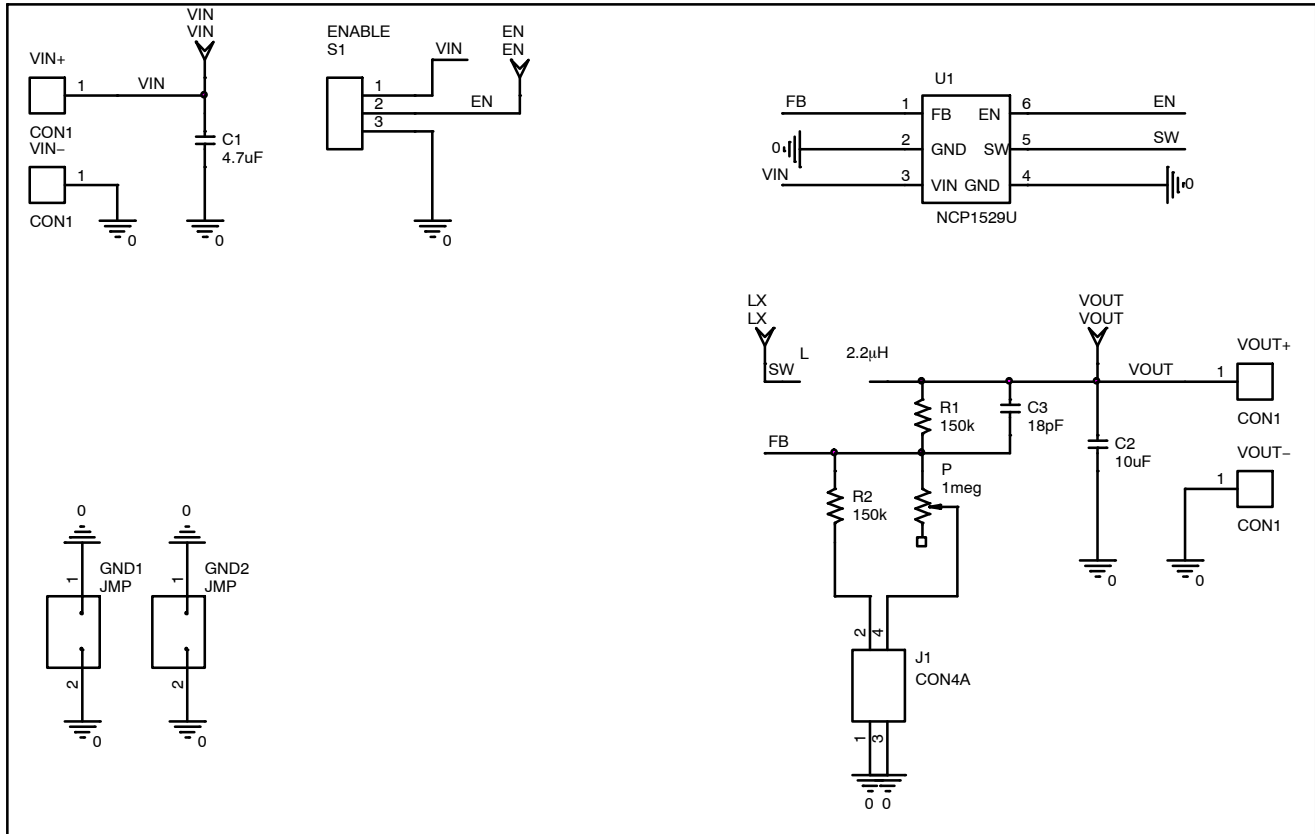 VIN
VIN
VIN+
1
VIN
CON1
C1
4.7uF
VIN−
1
CON1
0
0
ENABLE
S1
VIN
EN
EN
1
2
EN
3
0
U1
FB
1
FB
EN
6
EN
0
2
GND
SW
5
SW
VIN
3
VIN
GND
4
0
NCP1529U
LX
LX
SW
L
2.2µH
VOUT
VOUT
VOUT
1
VOUT+
CON1
R1
150k
C3
18pF
C2
10uF
FB
P
1meg
R2
150k
VOUT−
1
CON1
0
0
2
4
J1
CON4A
1
3
0
0
0
0
1
GND1
JMP
1
GND2
JMP
2
2
0
0